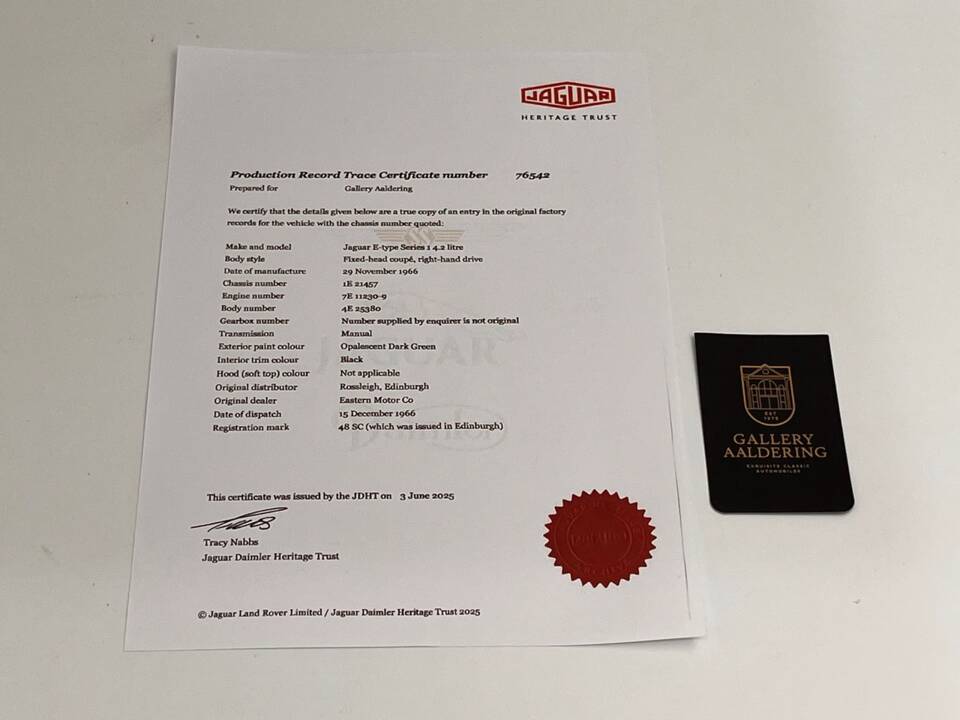 JAGUAR
HERITAGE TRUST
Production Record Trace Certificate number 76542
Prepared for Gallery Aaldering
We certify that the details given below are a true copy of an entry in the original factory
records for the vehicle with the chassis number quoted:
Make and model Jaguar E-type Series 1 4.2 litre
Body style Fixed-head coupé, right-hand drive
Date of manufacture 29 November 1966
Chassis number 1E 21457
Engine number 7E 11230-9
Body number 4E 25380
Gearbox number Number supplied by enquirer is not original
Transmission Manual
Exterior paint colour Opalescent Dark Green
Interior trim colour Black
Hood (soft top) colour Not applicable
Original distributor Rossleigh, Edinburgh
Original dealer Eastern Motor Co
Date of dispatch 15 December 1966
Registration mark 48 SC (which was issued in Edinburgh)
JAGUAR
Daimler
This certificate was issued by the JDHT on 3 June 2025
Tracy Nabbs
Jaguar Daimler Heritage Trust
© Jaguar Land Rover Limited / Jaguar Daimler Heritage Trust 2025
EST
1975
GALLERY
AALDERING
EXQUISITE CLASSIC
AUTOMOBILES